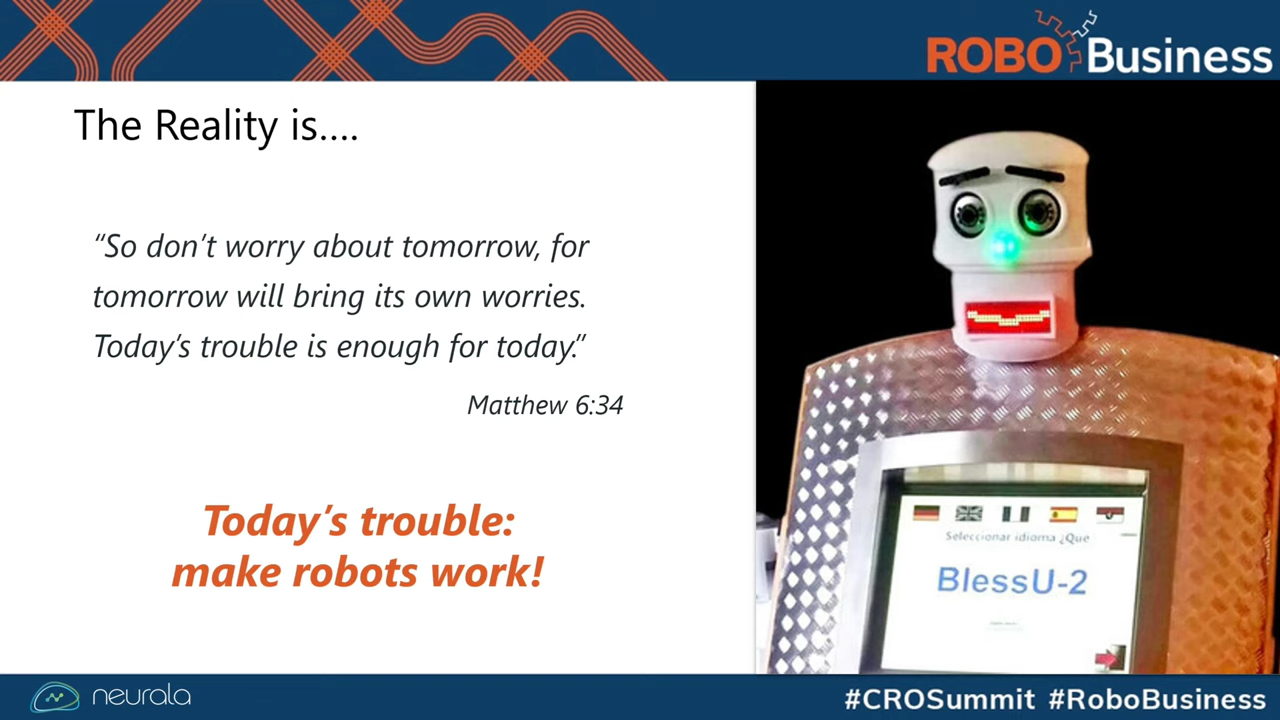 ROBO Business
The Reality is....
“So don’t worry about tomorrow, for
tomorrow will bring its own worries.
Today’s trouble is enough for today.”
Matthew 6:34
Today’s trouble:
make robots work!
Seleccionar idioma ¿Que
BlessU-2
neurala
#CROSummit #RoboBusiness